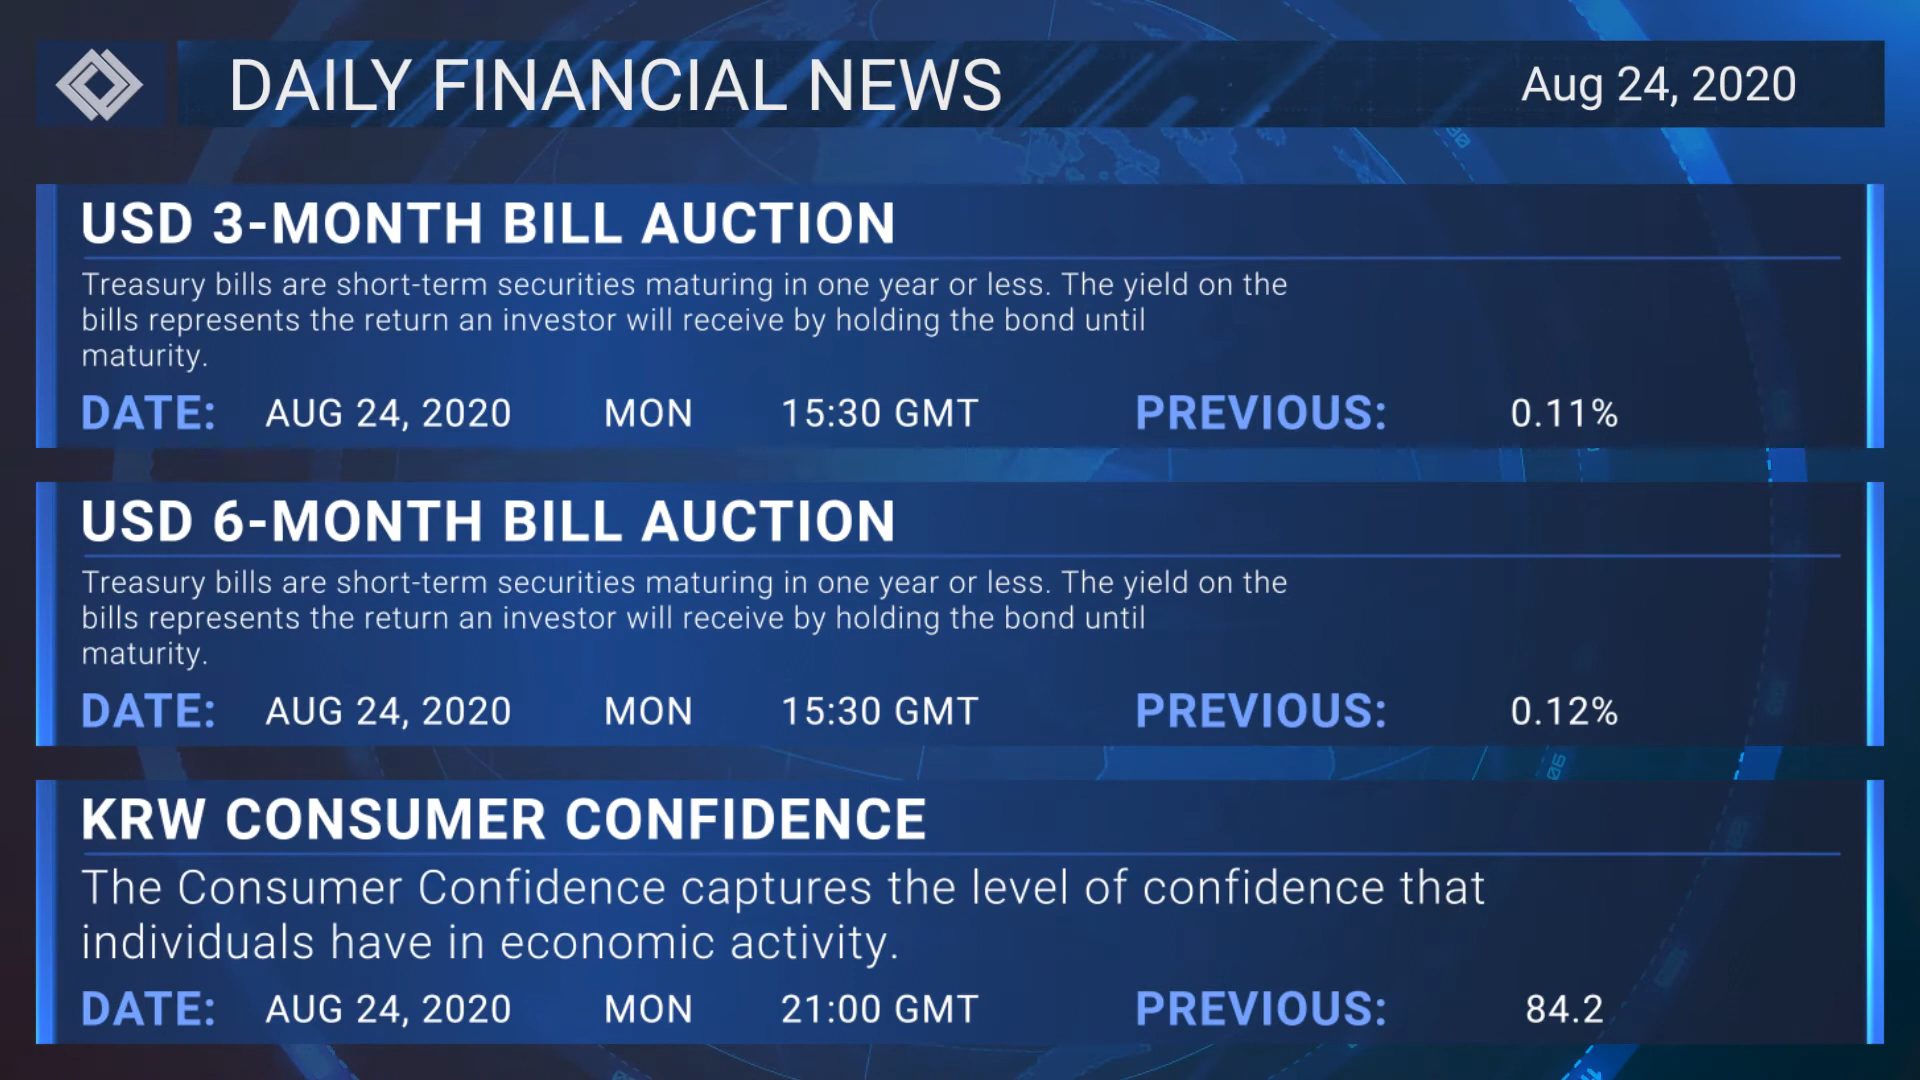 DAILY FINANCIAL NEWS
Aug 24, 2020
USD 3-MONTH BILL AUCTION
Treasury bills are short-term securities maturing in one year or less. The yield on the
bills represents the return an investor will receive by holding the bond until
maturity.
DATE: AUG 24, 2020 MON 15:30 GMT PREVIOUS: 0.11%
USD 6-MONTH BILL AUCTION
Treasury bills are short-term securities maturing in one year or less. The yield on the
bills represents the return an investor will receive by holding the bond until
maturity.
DATE: AUG 24, 2020 MON 15:30 GMT PREVIOUS: 0.12%
KRW CONSUMER CONFIDENCE
The Consumer Confidence captures the level of confidence that
individuals have in economic activity.
DATE: AUG 24, 2020 MON 21:00 GMT PREVIOUS: 84.2